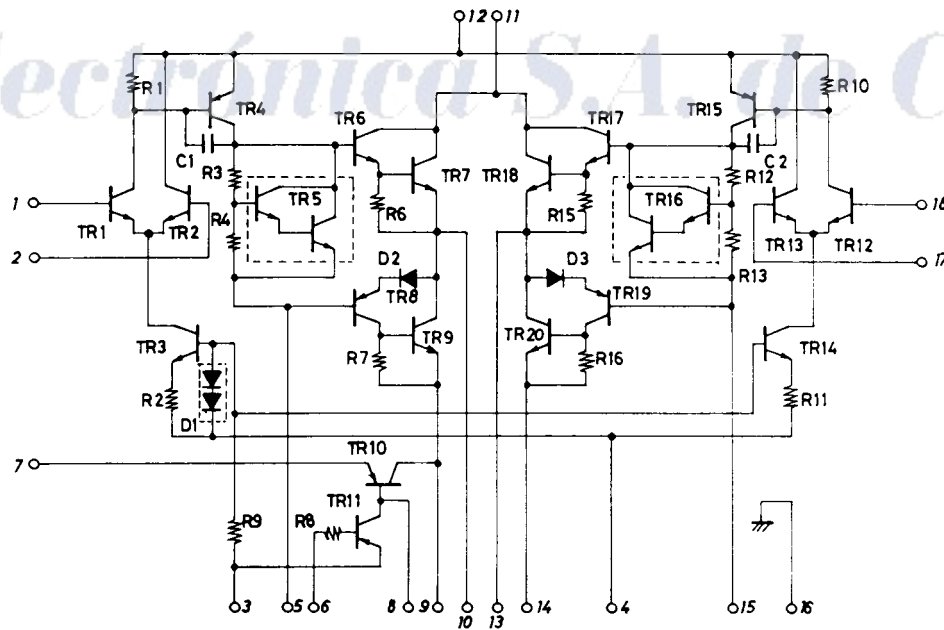 ectrónica S.A. de C
12 11
R1
TR4
TR6
TR17
TR15
R10
C1
C2
R3
TR5
TR7
TR18
TR16
R12
1
R4
R6
R15
18
TR1
TR2
TR13
TR12
2
17
D2
D3
R13
TR8
TR19
TR3
TR9
TR20
TR14
R7
R16
R2
D1
R11
TR10
7
TR11
R9
R8
3
5
6
8
9
10
13
14
4
15
16